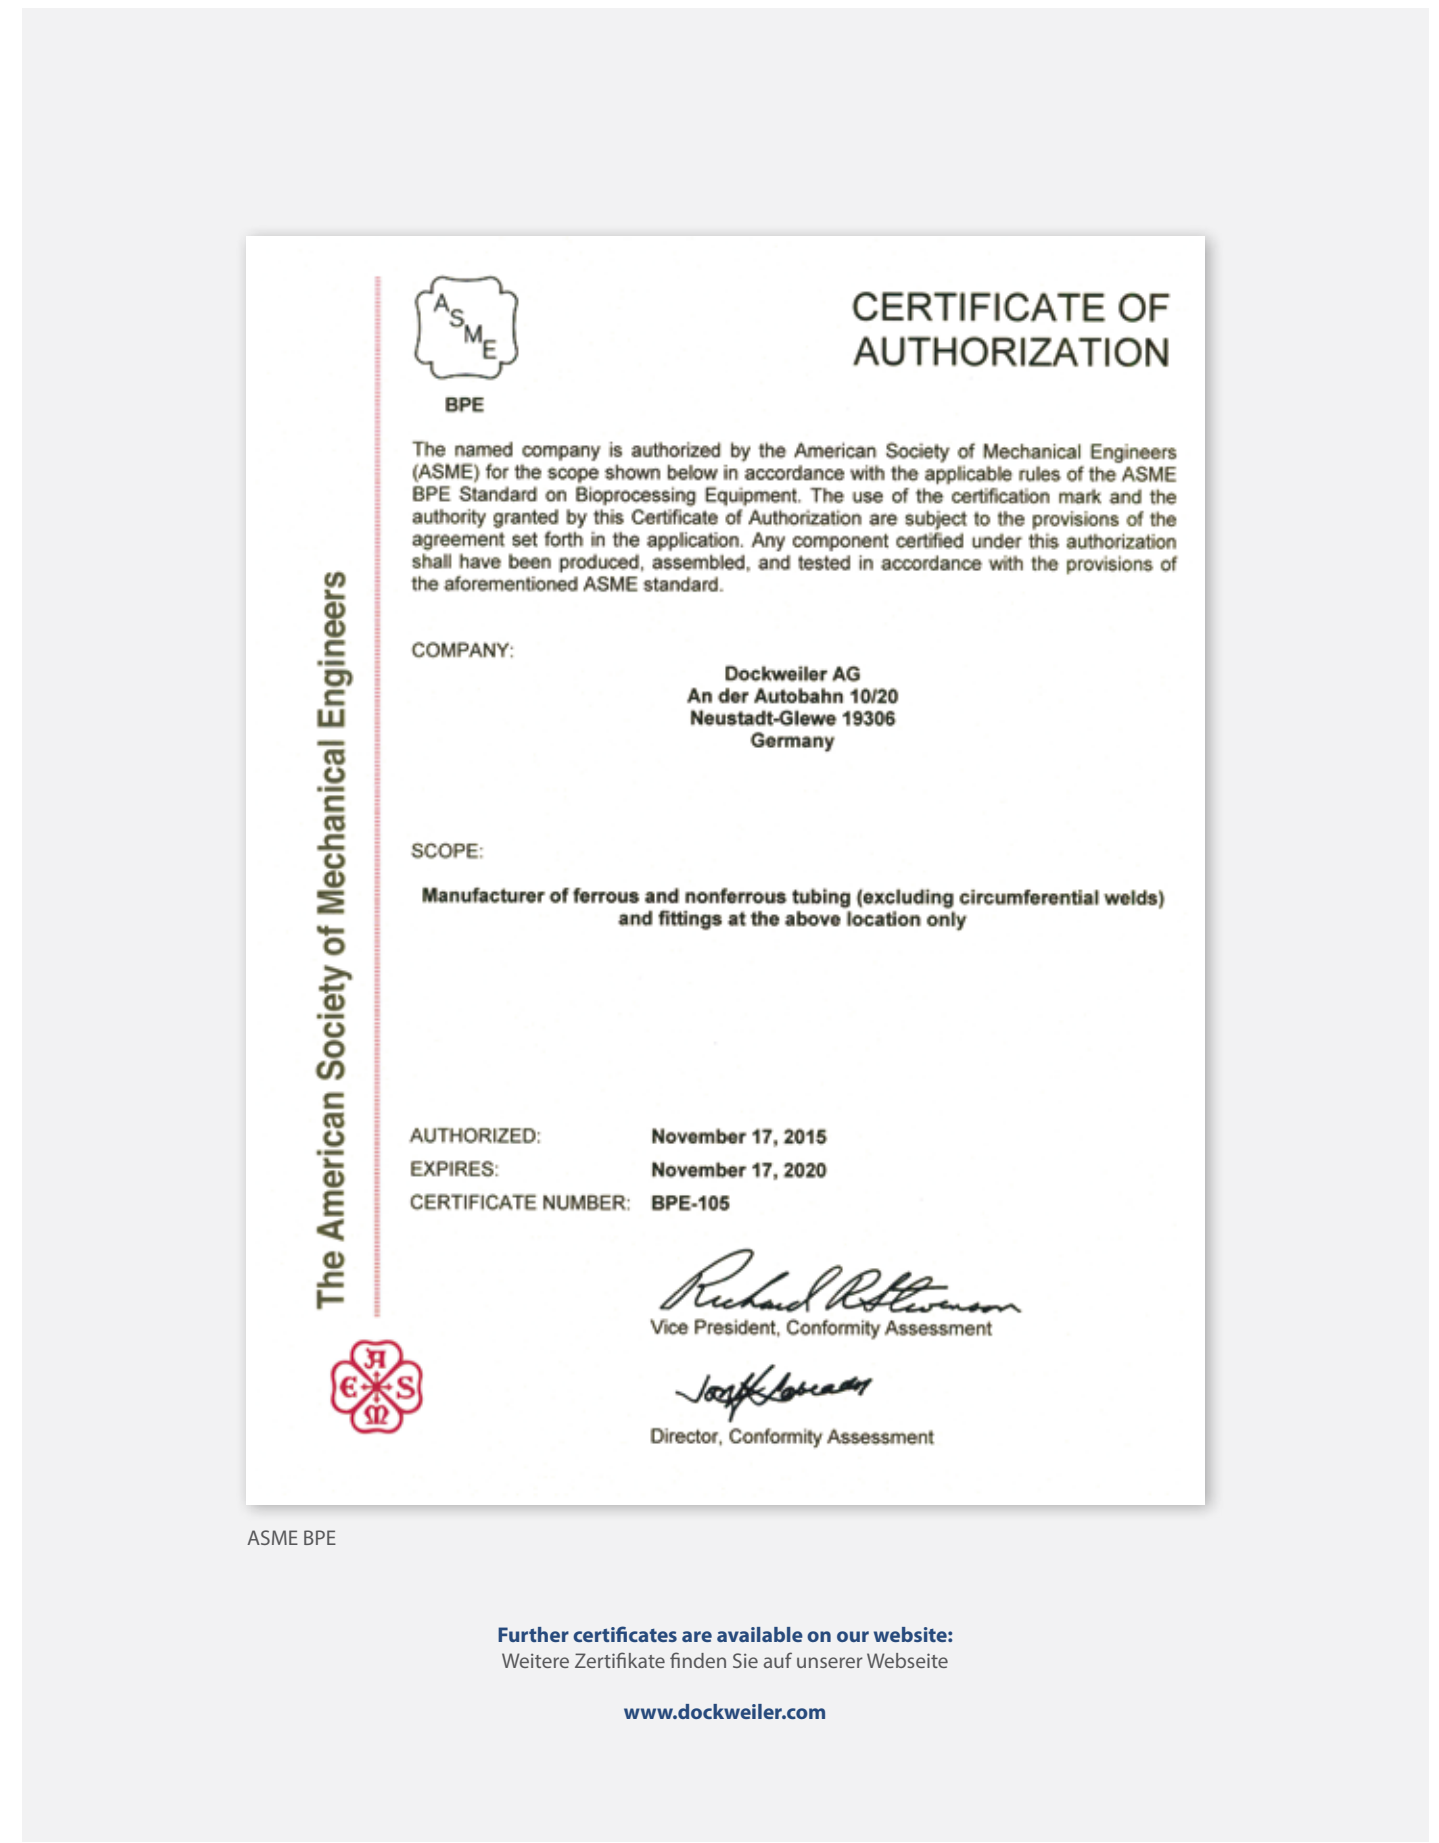 ASME
BPE
CERTIFICATE OF
AUTHORIZATION
The named company is authorized by the American Society of Mechanical Engineers
(ASME) for the scope shown below in accordance with the applicable rules of the ASME
BPE Standard on Bioprocessing Equipment. The use of the certification mark and the
authority granted by this Certificate of Authorization are subject to the provisions of the
agreement set forth in the application. Any component certified under this authorization
shall have been produced, assembled, and tested in accordance with the provisions of
the aforementioned ASME standard.
COMPANY:
Dockweiler AG
An der Autobahn 10/20
Neustadt-Glewe 19306
Germany
SCOPE:
Manufacturer of ferrous and nonferrous tubing (excluding circumferential welds)
and fittings at the above location only
AUTHORIZED: November 17, 2015
EXPIRES: November 17, 2020
CERTIFICATE NUMBER: BPE-105
Richard R Stevenson
Vice President, Conformity Assessment
Director, Conformity Assessment
The American Society of Mechanical Engineers
ASME
ASME BPE
Further certificates are available on our website:
Weitere Zertifikate finden Sie auf unserer Webseite
www.dockweiler.com